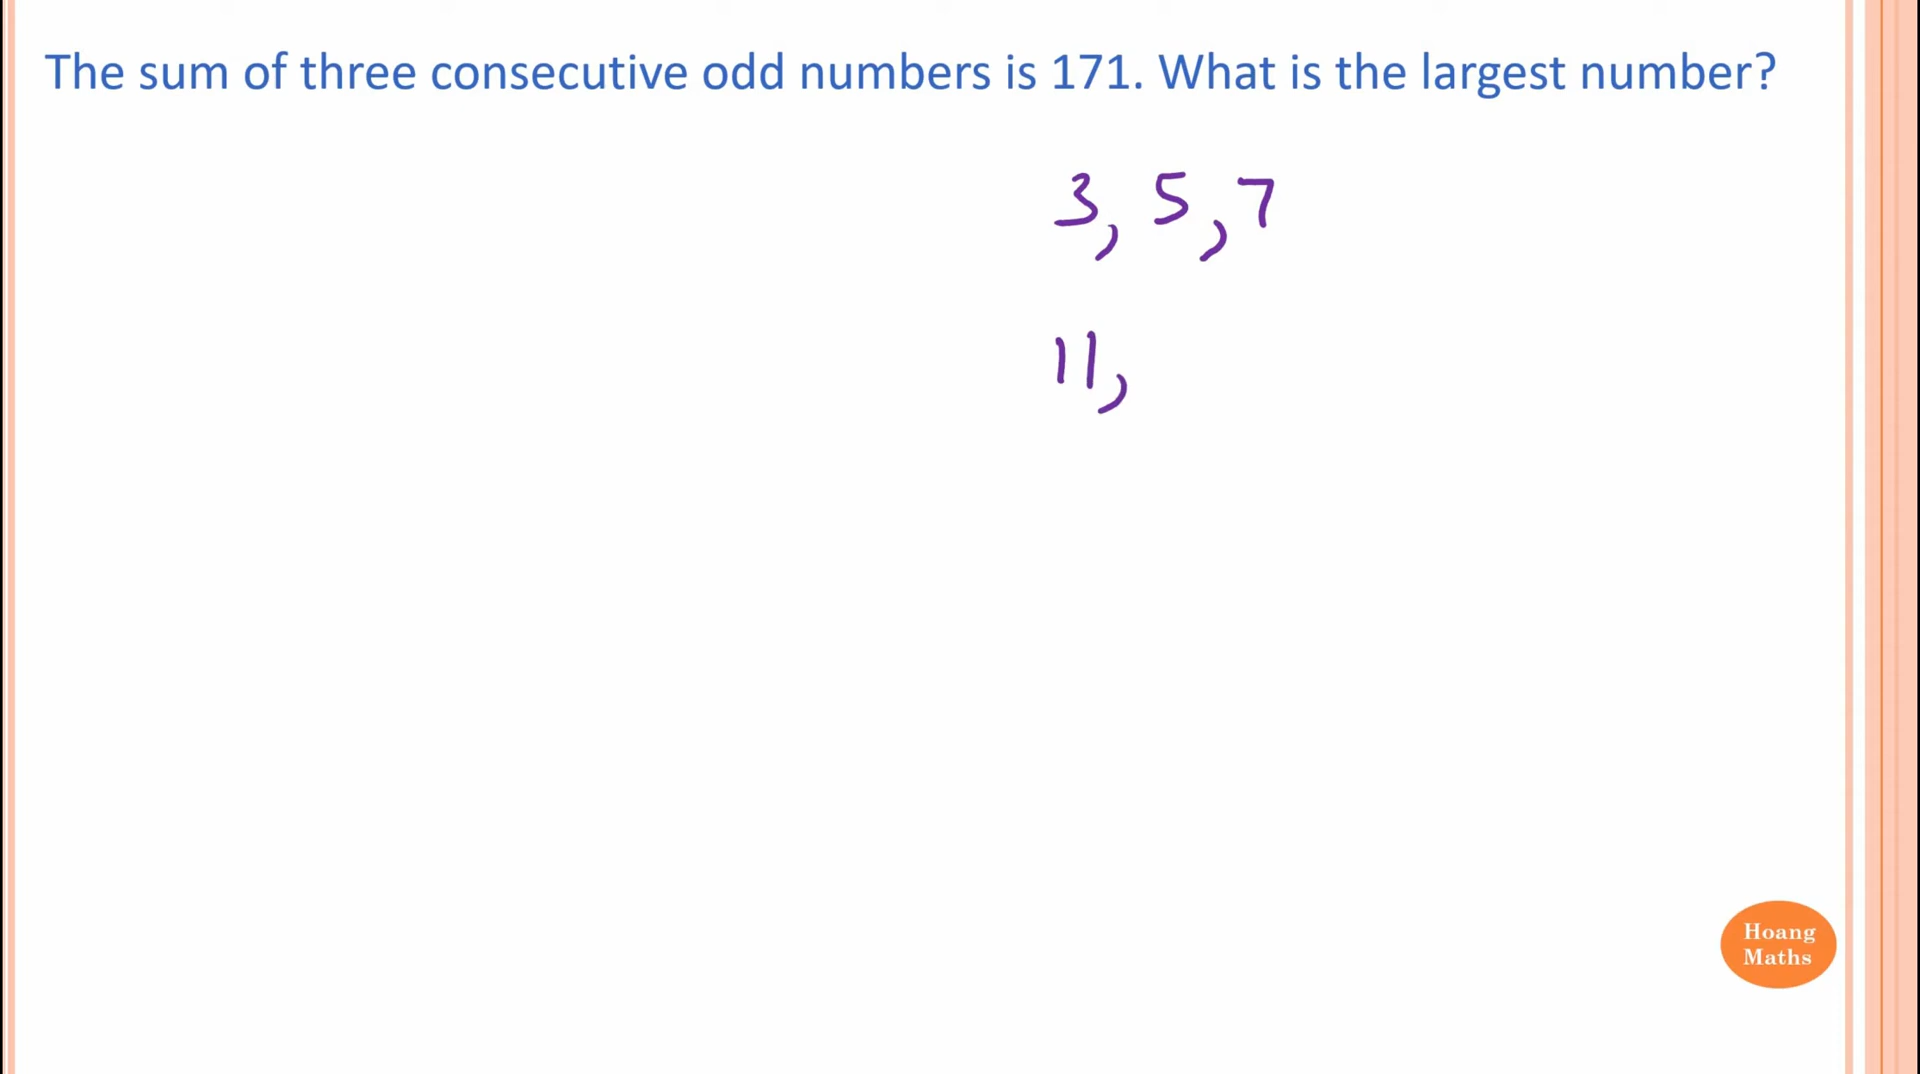 The sum of three consecutive odd numbers is 171. What is the largest number?
3, 5, 7
11,
Hoang
Maths